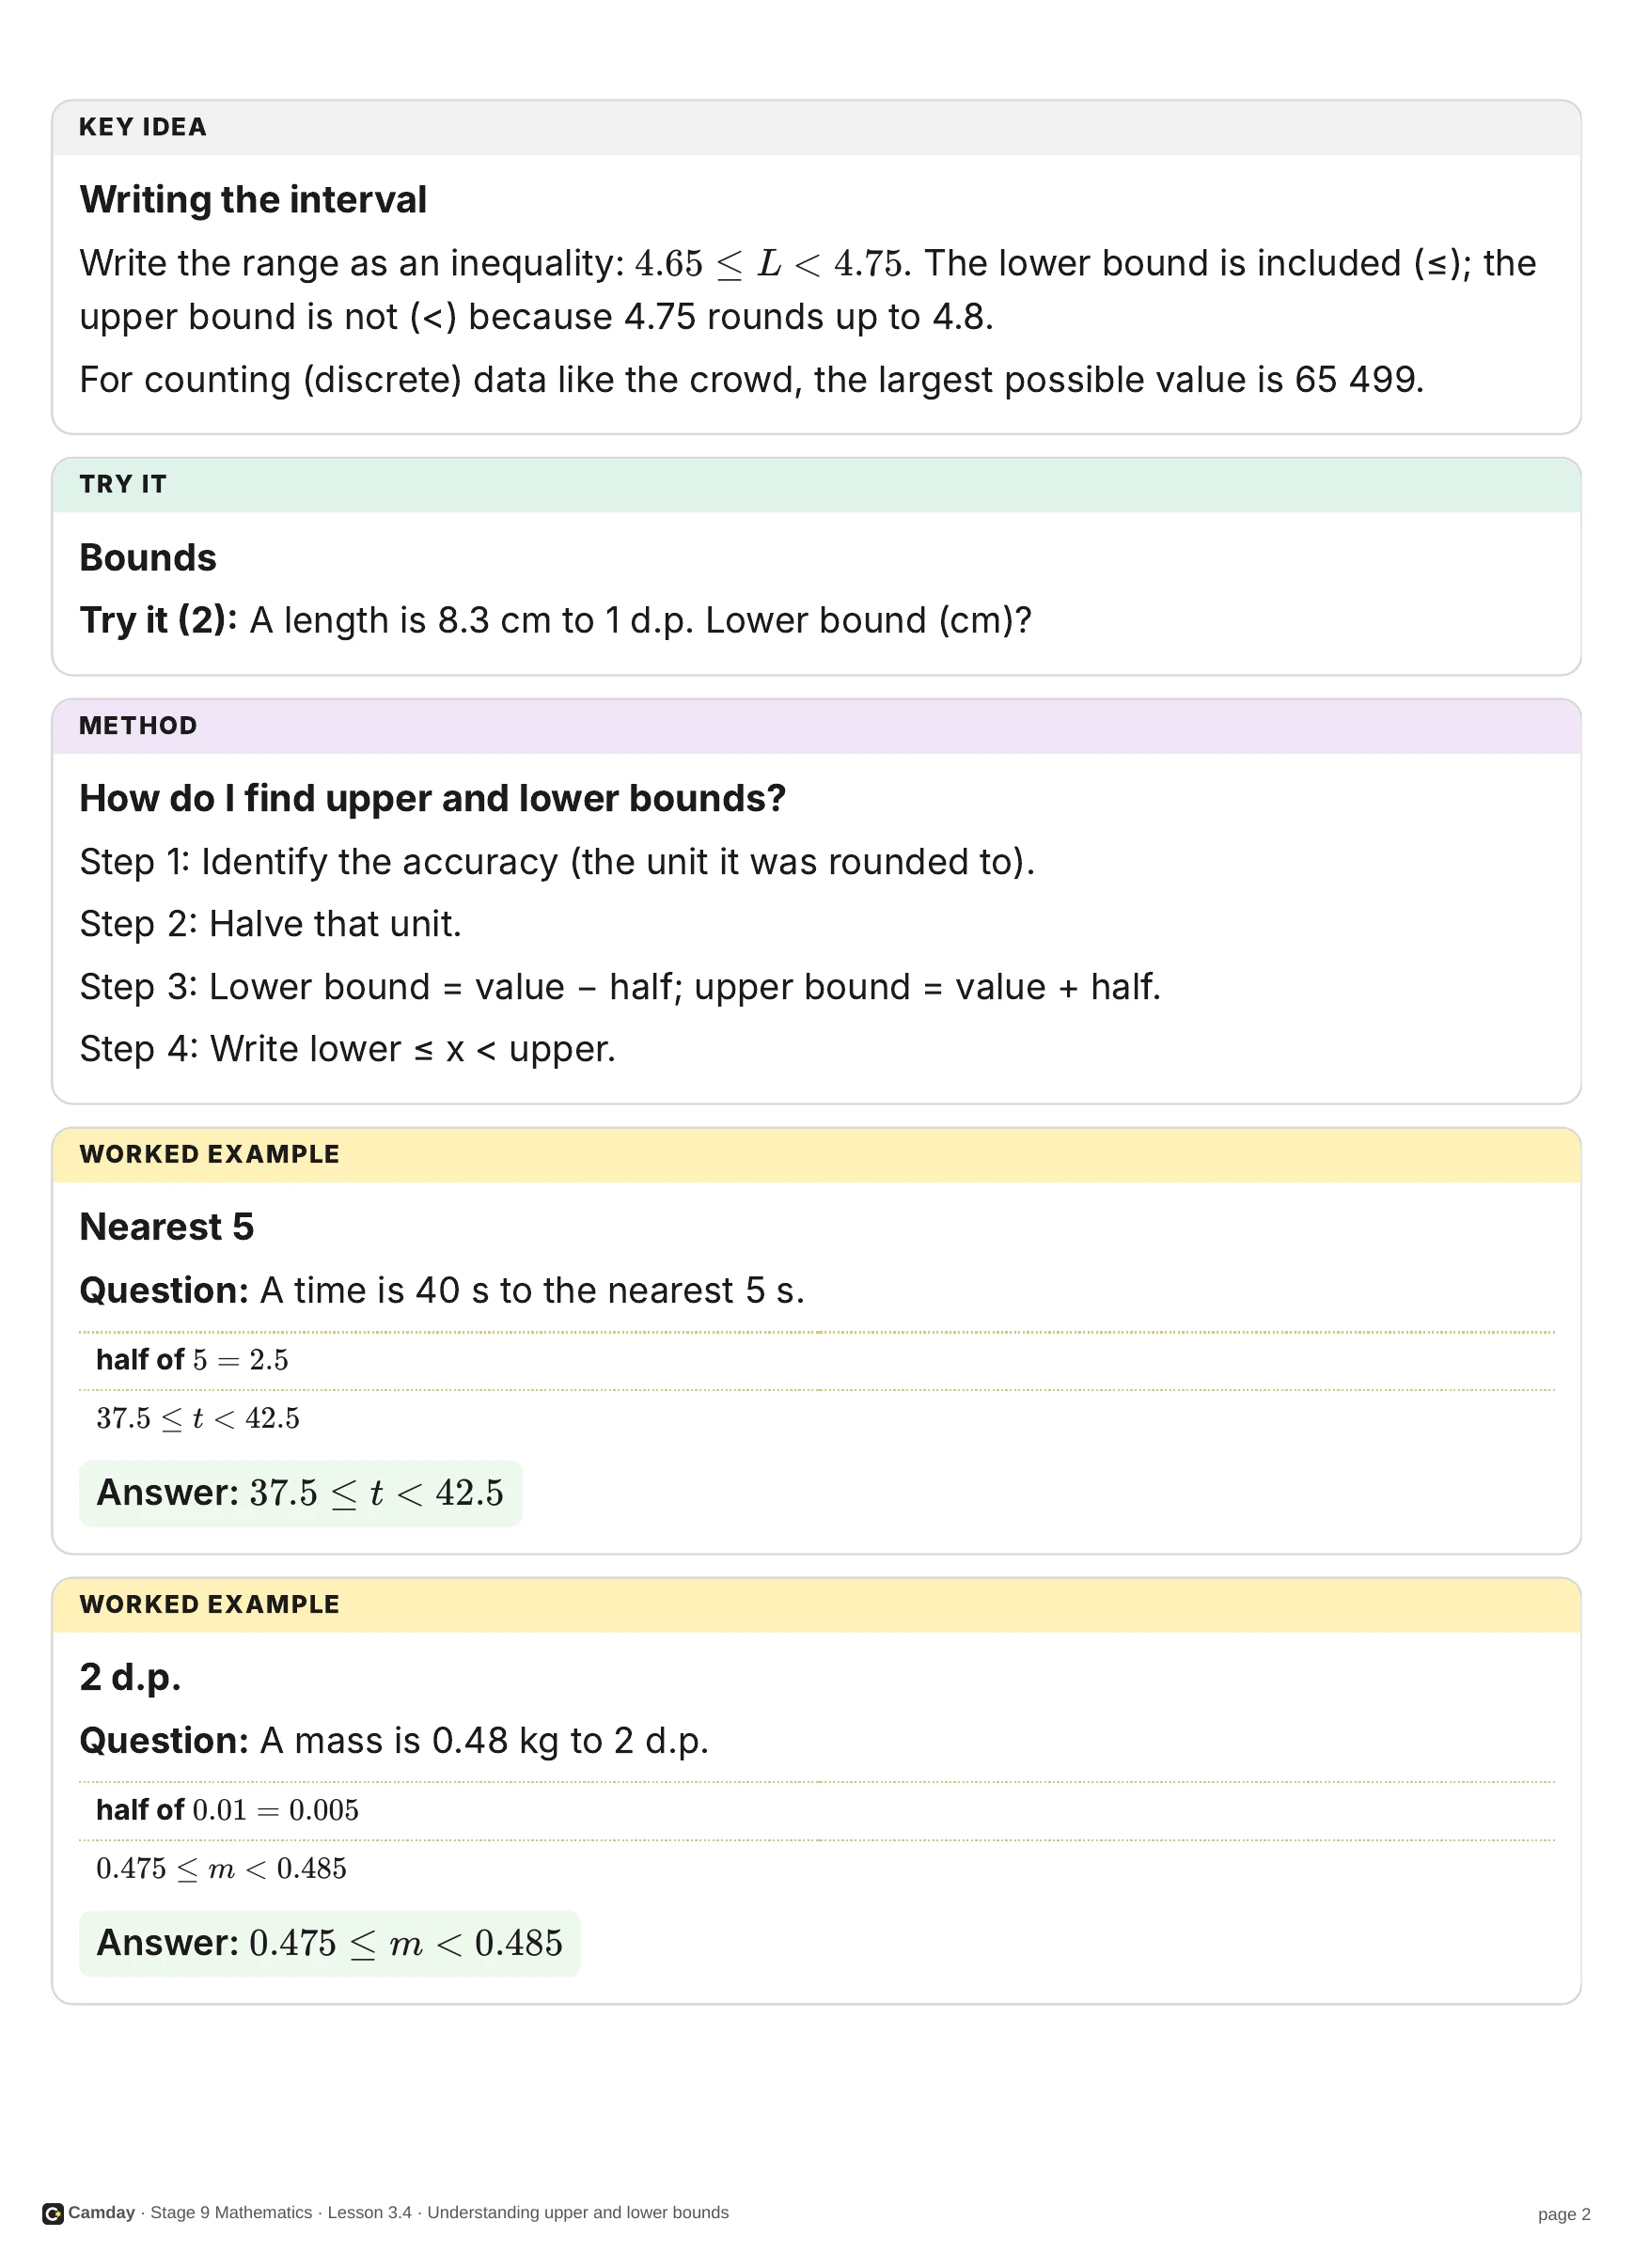 KEY IDEA
Writing the interval
Write the range as an inequality: 4.65 ≤ L < 4.75. The lower bound is included (≤); the
upper bound is not (<) because 4.75 rounds up to 4.8.
For counting (discrete) data like the crowd, the largest possible value is 65 499.
TRY IT
Bounds
Try it (2): A length is 8.3 cm to 1 d.p. Lower bound (cm)?
METHOD
How do I find upper and lower bounds?
Step 1: Identify the accuracy (the unit it was rounded to).
Step 2: Halve that unit.
Step 3: Lower bound = value − half; upper bound = value + half.
Step 4: Write lower ≤ x < upper.
WORKED EXAMPLE
Nearest 5
Question: A time is 40 s to the nearest 5 s.
half of 5 = 2.5
37.5 ≤ t < 42.5
Answer: 37.5 ≤ t < 42.5
WORKED EXAMPLE
2 d.p.
Question: A mass is 0.48 kg to 2 d.p.
half of 0.01 = 0.005
0.475 ≤ m < 0.485
Answer: 0.475 ≤ m < 0.485
Camday · Stage 9 Mathematics · Lesson 3.4 · Understanding upper and lower bounds
page 2